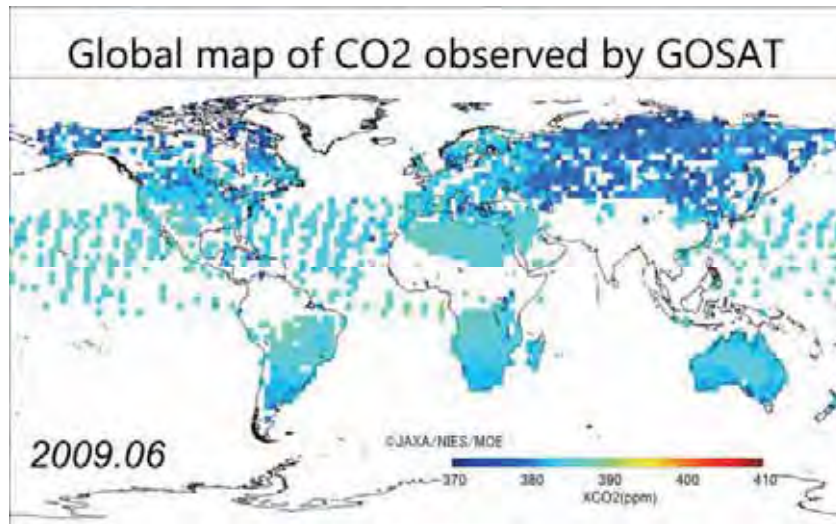 Global map of CO2 observed by GOSAT
2009.06
©JAXA/NIES/MOE
370 380 390 400 410
XCO2(ppm)